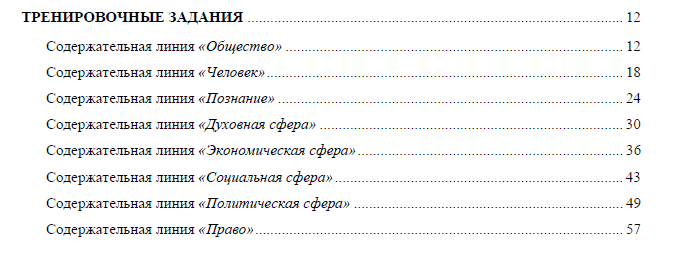 ТРЕНИРОВОЧНЫЕ ЗАДАНИЯ ........ 12
Содержательная линия «Общество» ........ 12
Содержательная линия «Человек» ........ 18
Содержательная линия «Познание» ........ 24
Содержательная линия «Духовная сфера» ........ 30
Содержательная линия «Экономическая сфера» ........ 36
Содержательная линия «Социальная сфера» ........ 43
Содержательная линия «Политическая сфера» ........ 49
Содержательная линия «Право» ........ 57